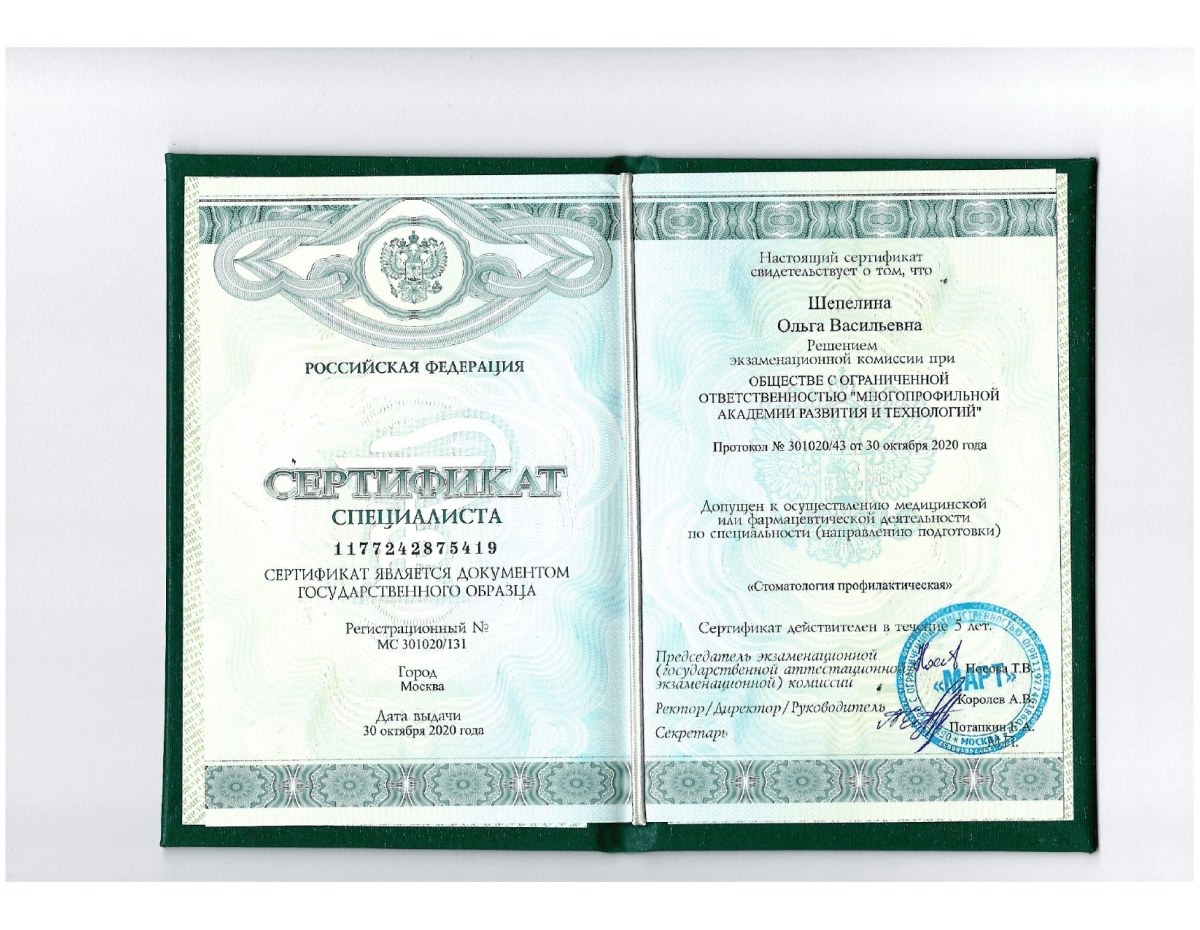 РОССИЙСКАЯ ФЕДЕРАЦИЯ
СЕРТИФИКАТ
СПЕЦИАЛИСТА
1177242875419
СЕРТИФИКАТ ЯВЛЯЕТСЯ ДОКУМЕНТОМ
ГОСУДАРСТВЕННОГО ОБРАЗЦА
Регистрационный №
МС 301020/131
Город
Москва
Дата выдачи
30 октября 2020 года
Настоящий сертификат
свидетельствует о том, что
Шепелина
Ольга Васильевна
Решением
экзаменационной комиссии при
ОБЩЕСТВЕ С ОГРАНИЧЕННОЙ
ОТВЕТСТВЕННОСТЬЮ "МНОГОПРОФИЛЬНОЙ
АКАДЕМИИ РАЗВИТИЯ И ТЕХНОЛОГИЙ"
Протокол № 301020/43 от 30 октября 2020 года
Допущен к осуществлению медицинской
или фармацевтической деятельности
по специальности (направлению подготовки)
«Стоматология профилактическая»
Сертификат действителен в течение 5 лет.
Председатель экзаменационной
(государственной аттестационной
экзаменационной) комиссии
Носова Т.В.
Ректор/Директор/Руководитель
Королев А.В.
Секретарь
Потапкин Е.А.
М.П.
«МАРТ»
МОСКВА